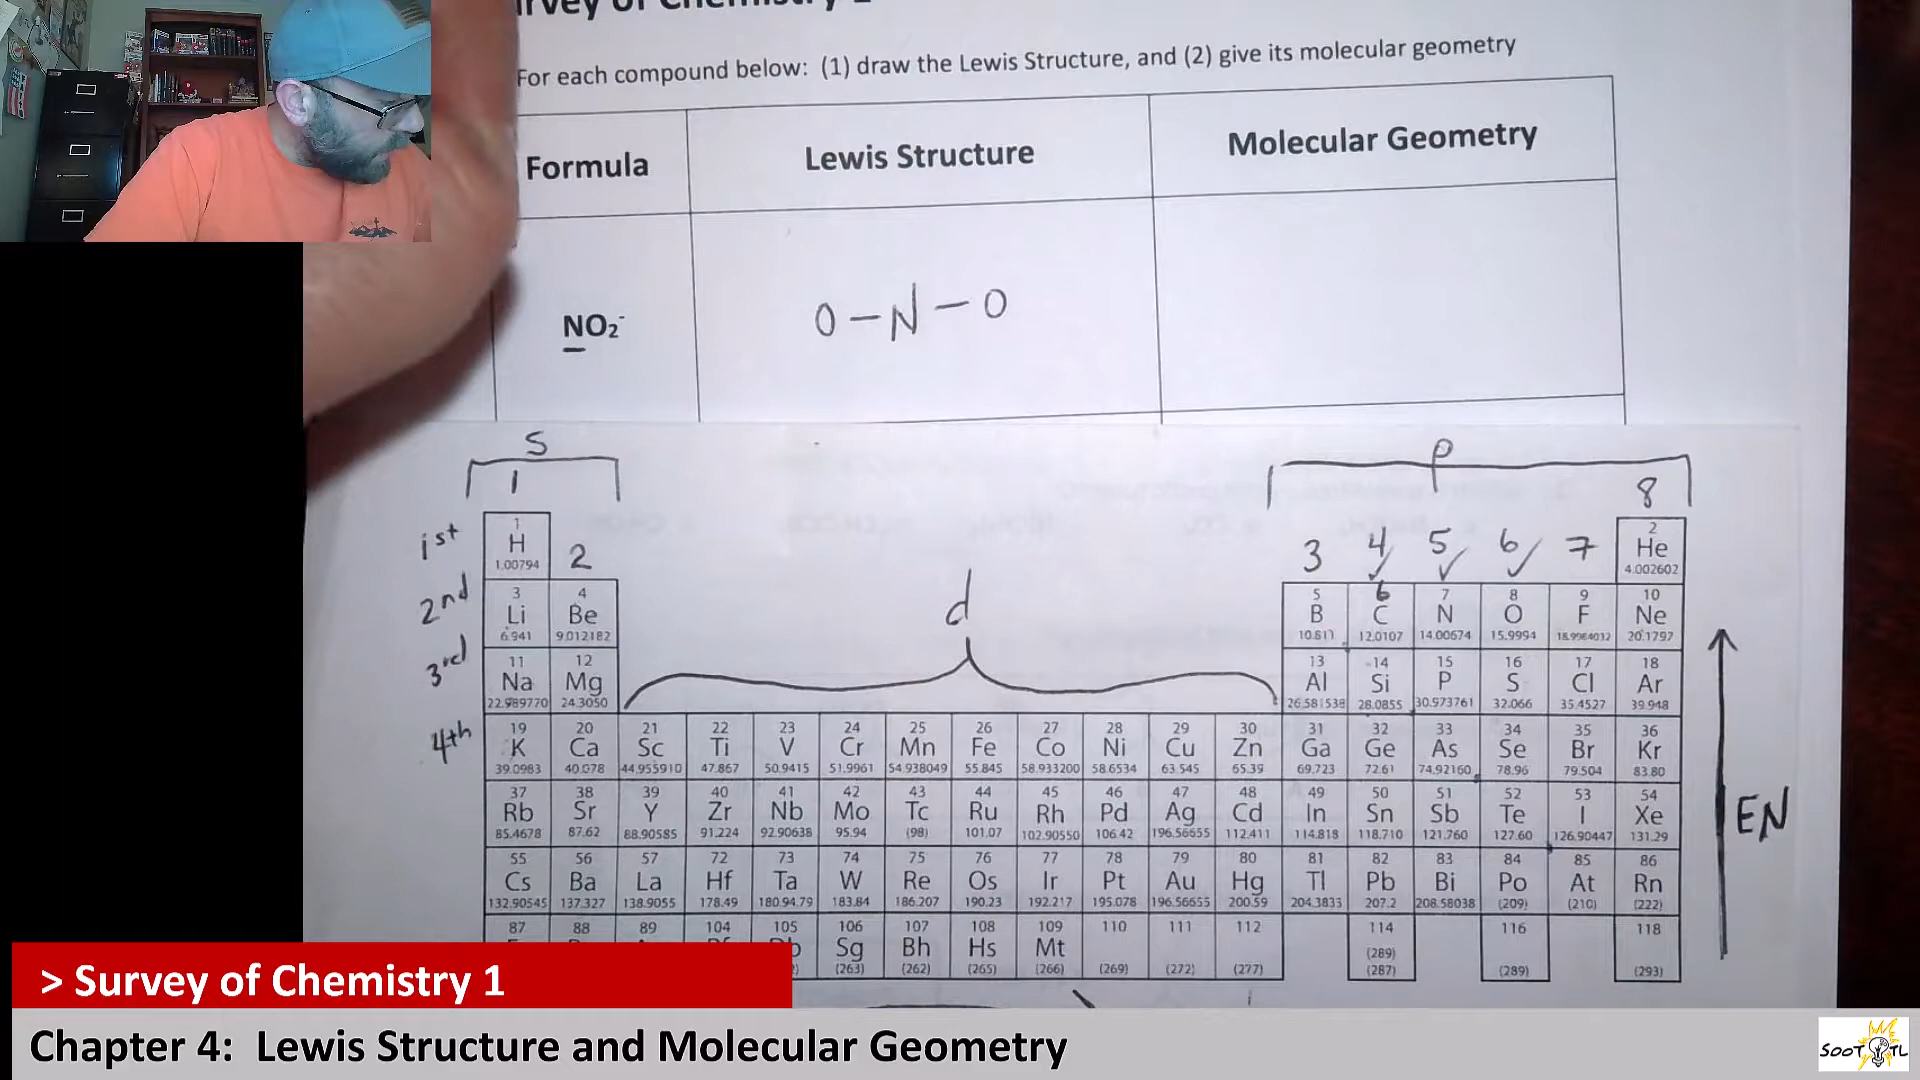 Survey of Chemistry 1
For each compound below: (1) draw the Lewis Structure, and (2) give its molecular geometry
Formula Lewis Structure Molecular Geometry
NO₂⁻ O – N – O
S p
1 8
1st 1 H 1.00794 2 3 4 5 6 7 2 He 4.002602
2nd 3 Li 6.941 4 Be 9.012182 d 5 B 10.811 6 C 12.0107 7 N 14.00674 8 O 15.9994 9 F 18.9984032 10 Ne 20.1797
3rd 11 Na 22.989770 12 Mg 24.3050 13 Al 26.581538 14 Si 28.0855 15 P 30.973761 16 S 32.066 17 Cl 35.4527 18 Ar 39.948
4th 19 K 39.0983 20 Ca 40.078 21 Sc 44.955910 22 Ti 47.867 23 V 50.9415 24 Cr 51.9961 25 Mn 54.938049 26 Fe 55.845 27 Co 58.933200 28 Ni 58.6534 29 Cu 63.545 30 Zn 65.39 31 Ga 69.723 32 Ge 72.61 33 As 74.92160 34 Se 78.96 35 Br 79.504 36 Kr 83.80
37 Rb 85.4678 38 Sr 87.62 39 Y 88.90585 40 Zr 91.224 41 Nb 92.90638 42 Mo 95.94 43 Tc (98) 44 Ru 101.07 45 Rh 102.90550 46 Pd 106.42 47 Ag 196.56655 48 Cd 112.411 49 In 114.818 50 Sn 118.710 51 Sb 121.760 52 Te 127.60 53 I 126.90447 54 Xe 131.29 EN
55 Cs 132.90545 56 Ba 137.327 57 La 138.9055 72 Hf 178.49 73 Ta 180.94.79 74 W 183.84 75 Re 186.207 76 Os 190.23 77 Ir 192.217 78 Pt 195.078 79 Au 196.56655 80 Hg 200.59 81 Tl 204.3833 82 Pb 207.2 83 Bi 208.58038 84 Po (209) 85 At (210) 86 Rn (222)
87 88 89 104 105 106 Sg (263) 107 Bh (262) 108 Hs (265) 109 Mt (266) 110 (269) 111 (272) 112 (277) 114 (289) (287) 116 (289) 118 (293)
> Survey of Chemistry 1
Chapter 4: Lewis Structure and Molecular Geometry
SOOTTL